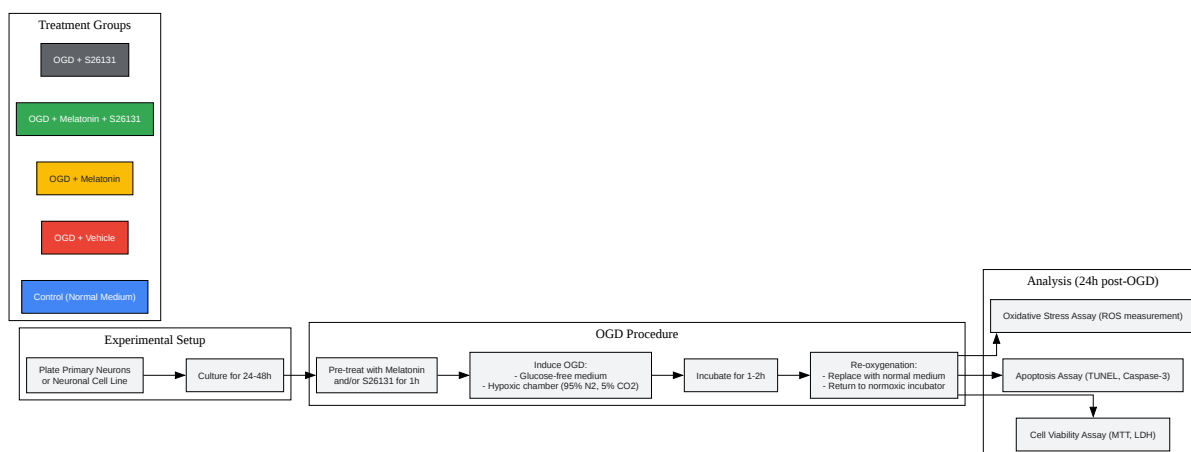 Treatment Groups
OGD + S26131
OGD + Melatonin + S26131
OGD + Melatonin
OGD + Vehicle
Control (Normal Medium)
Experimental Setup
Plate Primary Neurons
or Neuronal Cell Line
Culture for 24-48h
OGD Procedure
Pre-treat with Melatonin
and/or S26131 for 1h
Induce OGD:
- Glucose-free medium
- Hypoxic chamber (95% N2, 5% CO2)
Incubate for 1-2h
Re-oxygenation:
- Replace with normal medium
- Return to normoxic incubator
Analysis (24h post-OGD)
Oxidative Stress Assay (ROS measurement)
Apoptosis Assay (TUNEL, Caspase-3)
Cell Viability Assay (MTT, LDH)